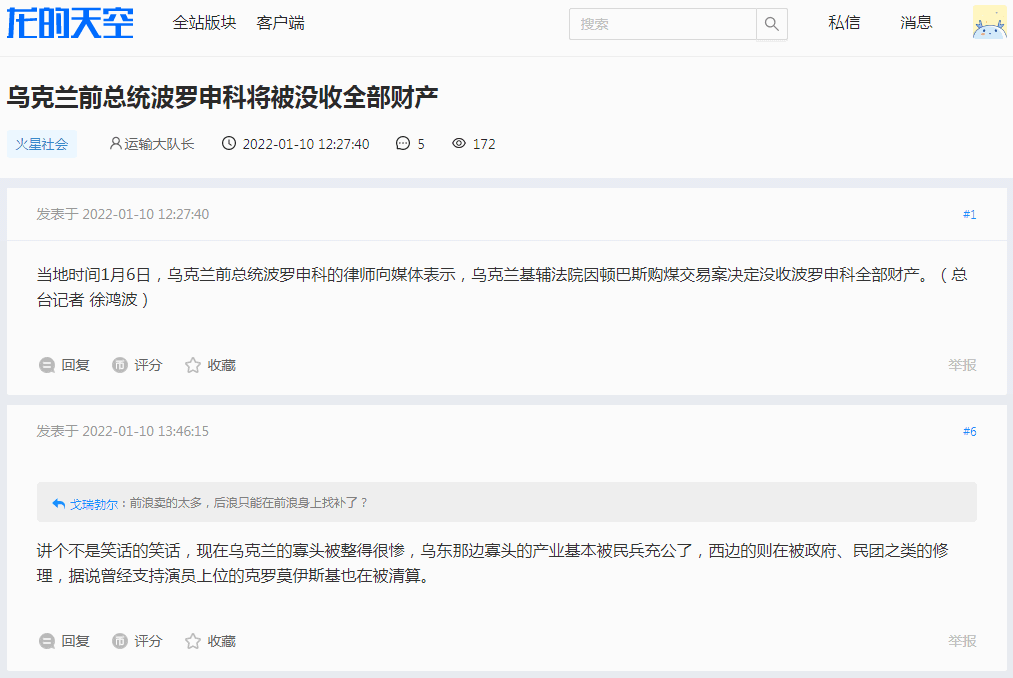 龙的天空 全站版块 客户端 搜索 私信 消息
乌克兰前总统波罗申科将被没收全部财产
火星社会 运输大队长 2022-01-10 12:27:40 5 172
发表于 2022-01-10 12:27:40 #1
当地时间1月6日，乌克兰前总统波罗申科的律师向媒体表示，乌克兰基辅法院因顿巴斯购煤交易案决定没收波罗申科全部财产。（总
台记者 徐鸿波）
回复 评分 收藏 举报
发表于 2022-01-10 13:46:15 #6
戈瑞勃尔：前浪卖的太多，后浪只能在前浪身上找补了？
讲个不是笑话的笑话，现在乌克兰的寡头被整得很惨，乌东那边寡头的产业基本被民兵充公了，西边的则在被政府、民团之类的修
理，据说曾经支持演员上位的克罗莫伊斯基也在被清算。
回复 评分 收藏 举报